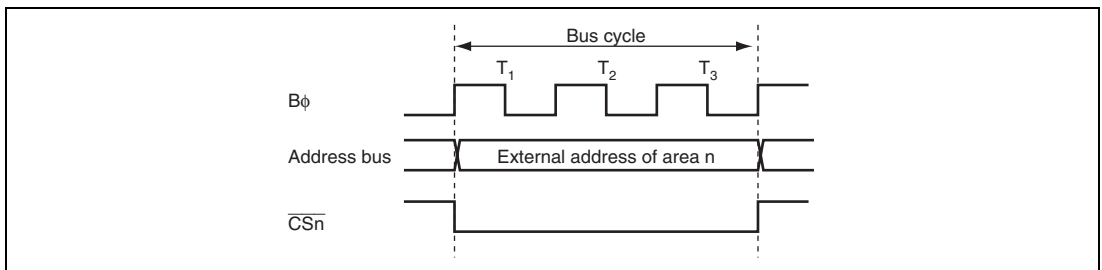 Bus cycle
T1 T2 T3
Bϕ
Address bus External address of area n
CSn